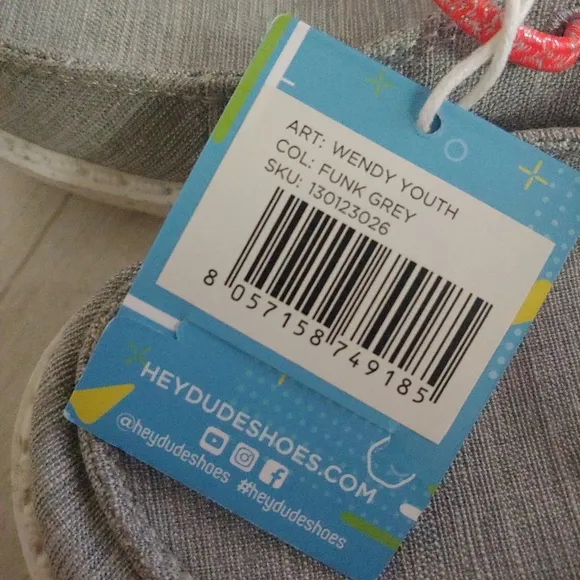 ART: WENDY YOUTH
COL: FUNK GREY
SKU: 130123026
8 057158 749185
HEYDUDESHOES.COM
@heydudeshoes #heydudeshoes